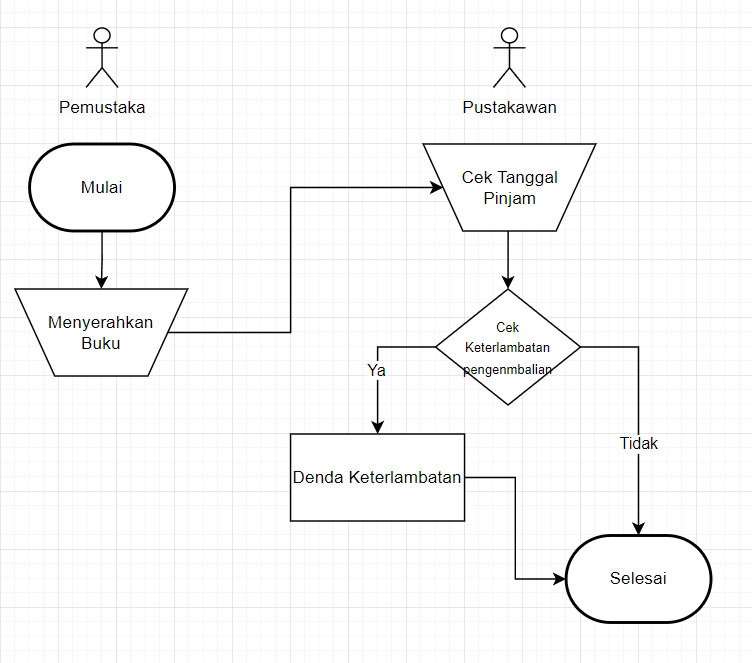 Pemustaka
Pustakawan
Mulai
Cek Tanggal
Pinjam
Menyerahkan
Buku
Cek
Keterlambatan
pengenmbalian
Ya
Tidak
Denda Keterlambatan
Selesai